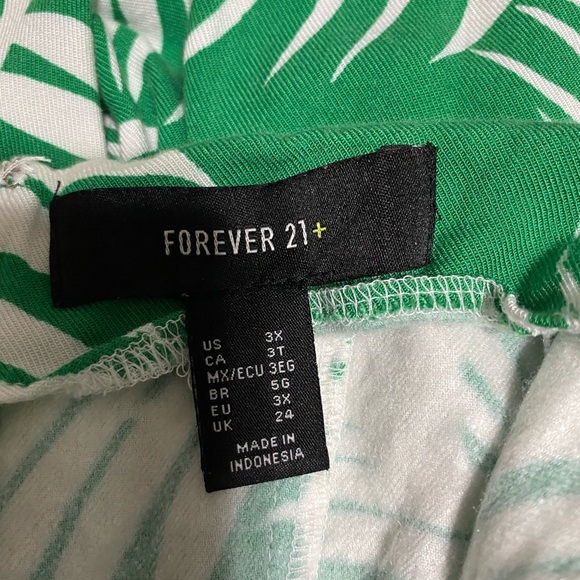 FOREVER 21+
US 3X
CA 3T
MX/ECU 3EG
BR 5G
EU 3X
UK 24
MADE IN
INDONESIA